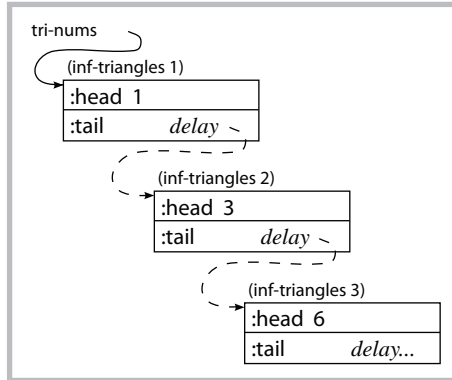 tri-nums
(inf-triangles 1)
:head 1
:tail delay
(inf-triangles 2)
:head 3
:tail delay
(inf-triangles 3)
:head 6
:tail delay...